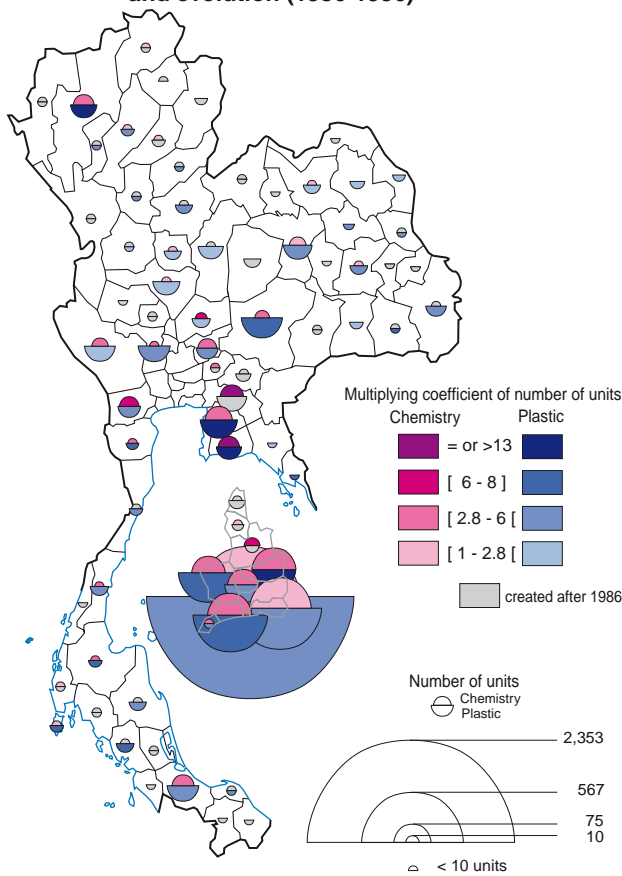 Multiplying coefficient of number of units
Chemistry Plastic
= or >13
[ 6 - 8 ]
[ 2.8 - 6 [
[ 1 - 2.8 [
created after 1986
Number of units
Chemistry
Plastic
2,353
567
75
10
< 10 units